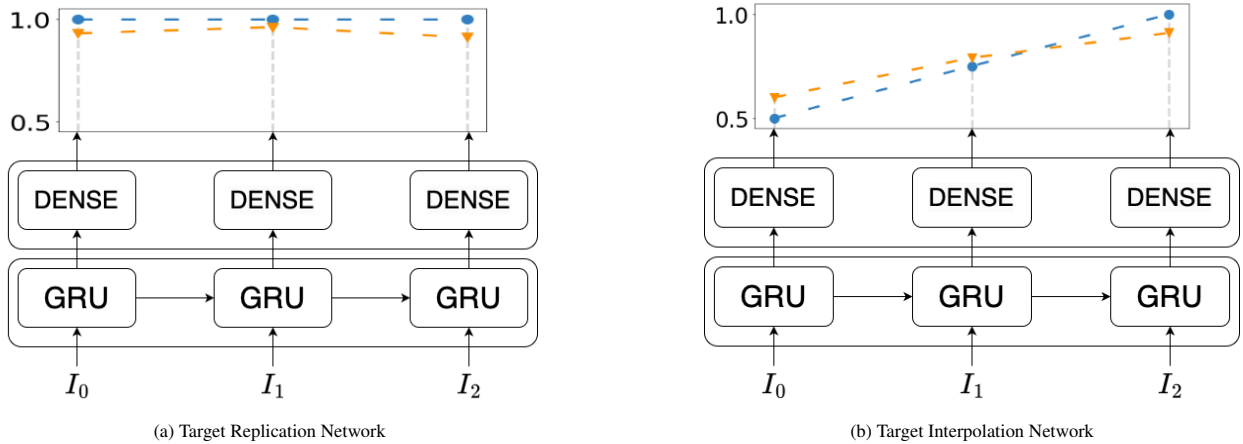 1.0
0.5
DENSE DENSE DENSE
GRU GRU GRU
I₀ I₁ I₂
(a) Target Replication Network
1.0
0.5
DENSE DENSE DENSE
GRU GRU GRU
I₀ I₁ I₂
(b) Target Interpolation Network